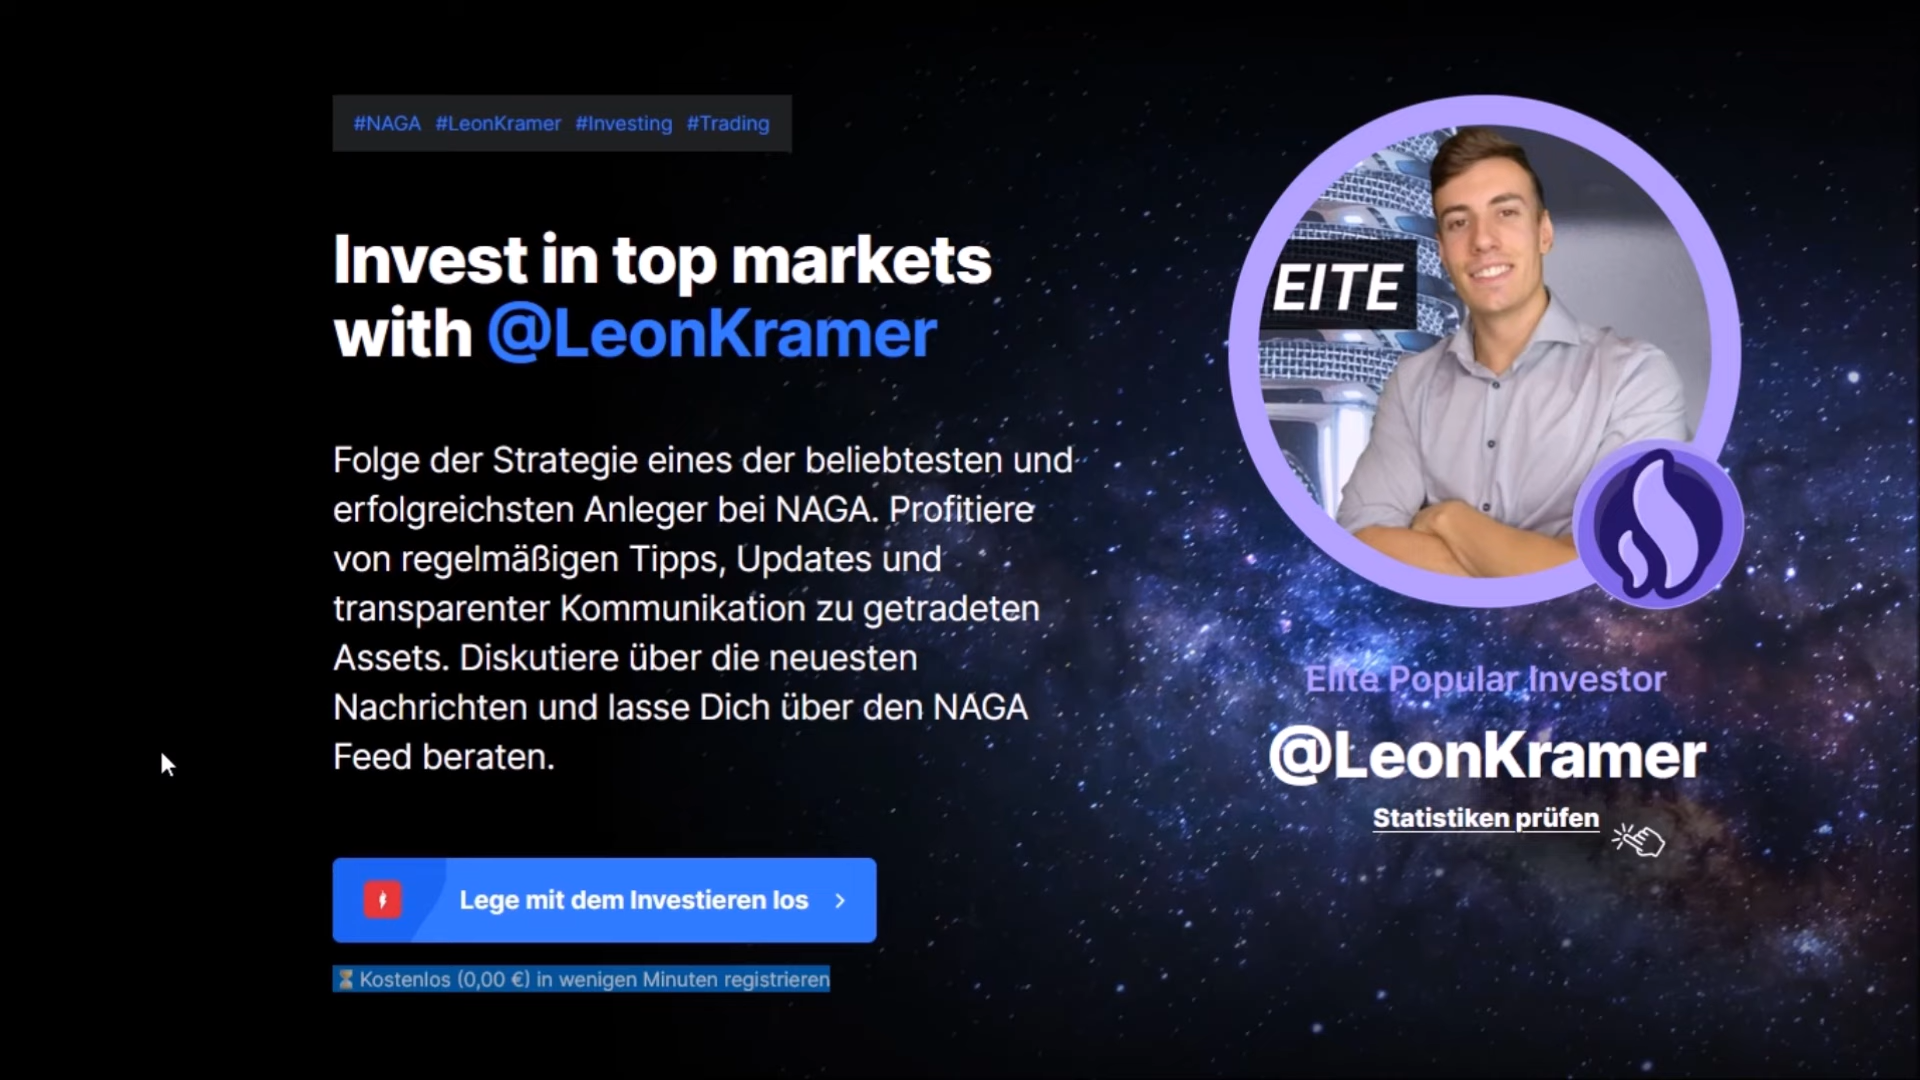 #NAGA #LeonKramer #Investing #Trading
Invest in top markets
with @LeonKramer
Folge der Strategie eines der beliebtesten und
erfolgreichsten Anleger bei NAGA. Profitiere
von regelmäßigen Tipps, Updates und
transparenter Kommunikation zu getradeten
Assets. Diskutiere über die neuesten
Nachrichten und lasse Dich über den NAGA
Feed beraten.
Lege mit dem Investieren los
Kostenlos (0,00 €) in wenigen Minuten registrieren
EITE
Elite Popular Investor
@LeonKramer
Statistiken prüfen